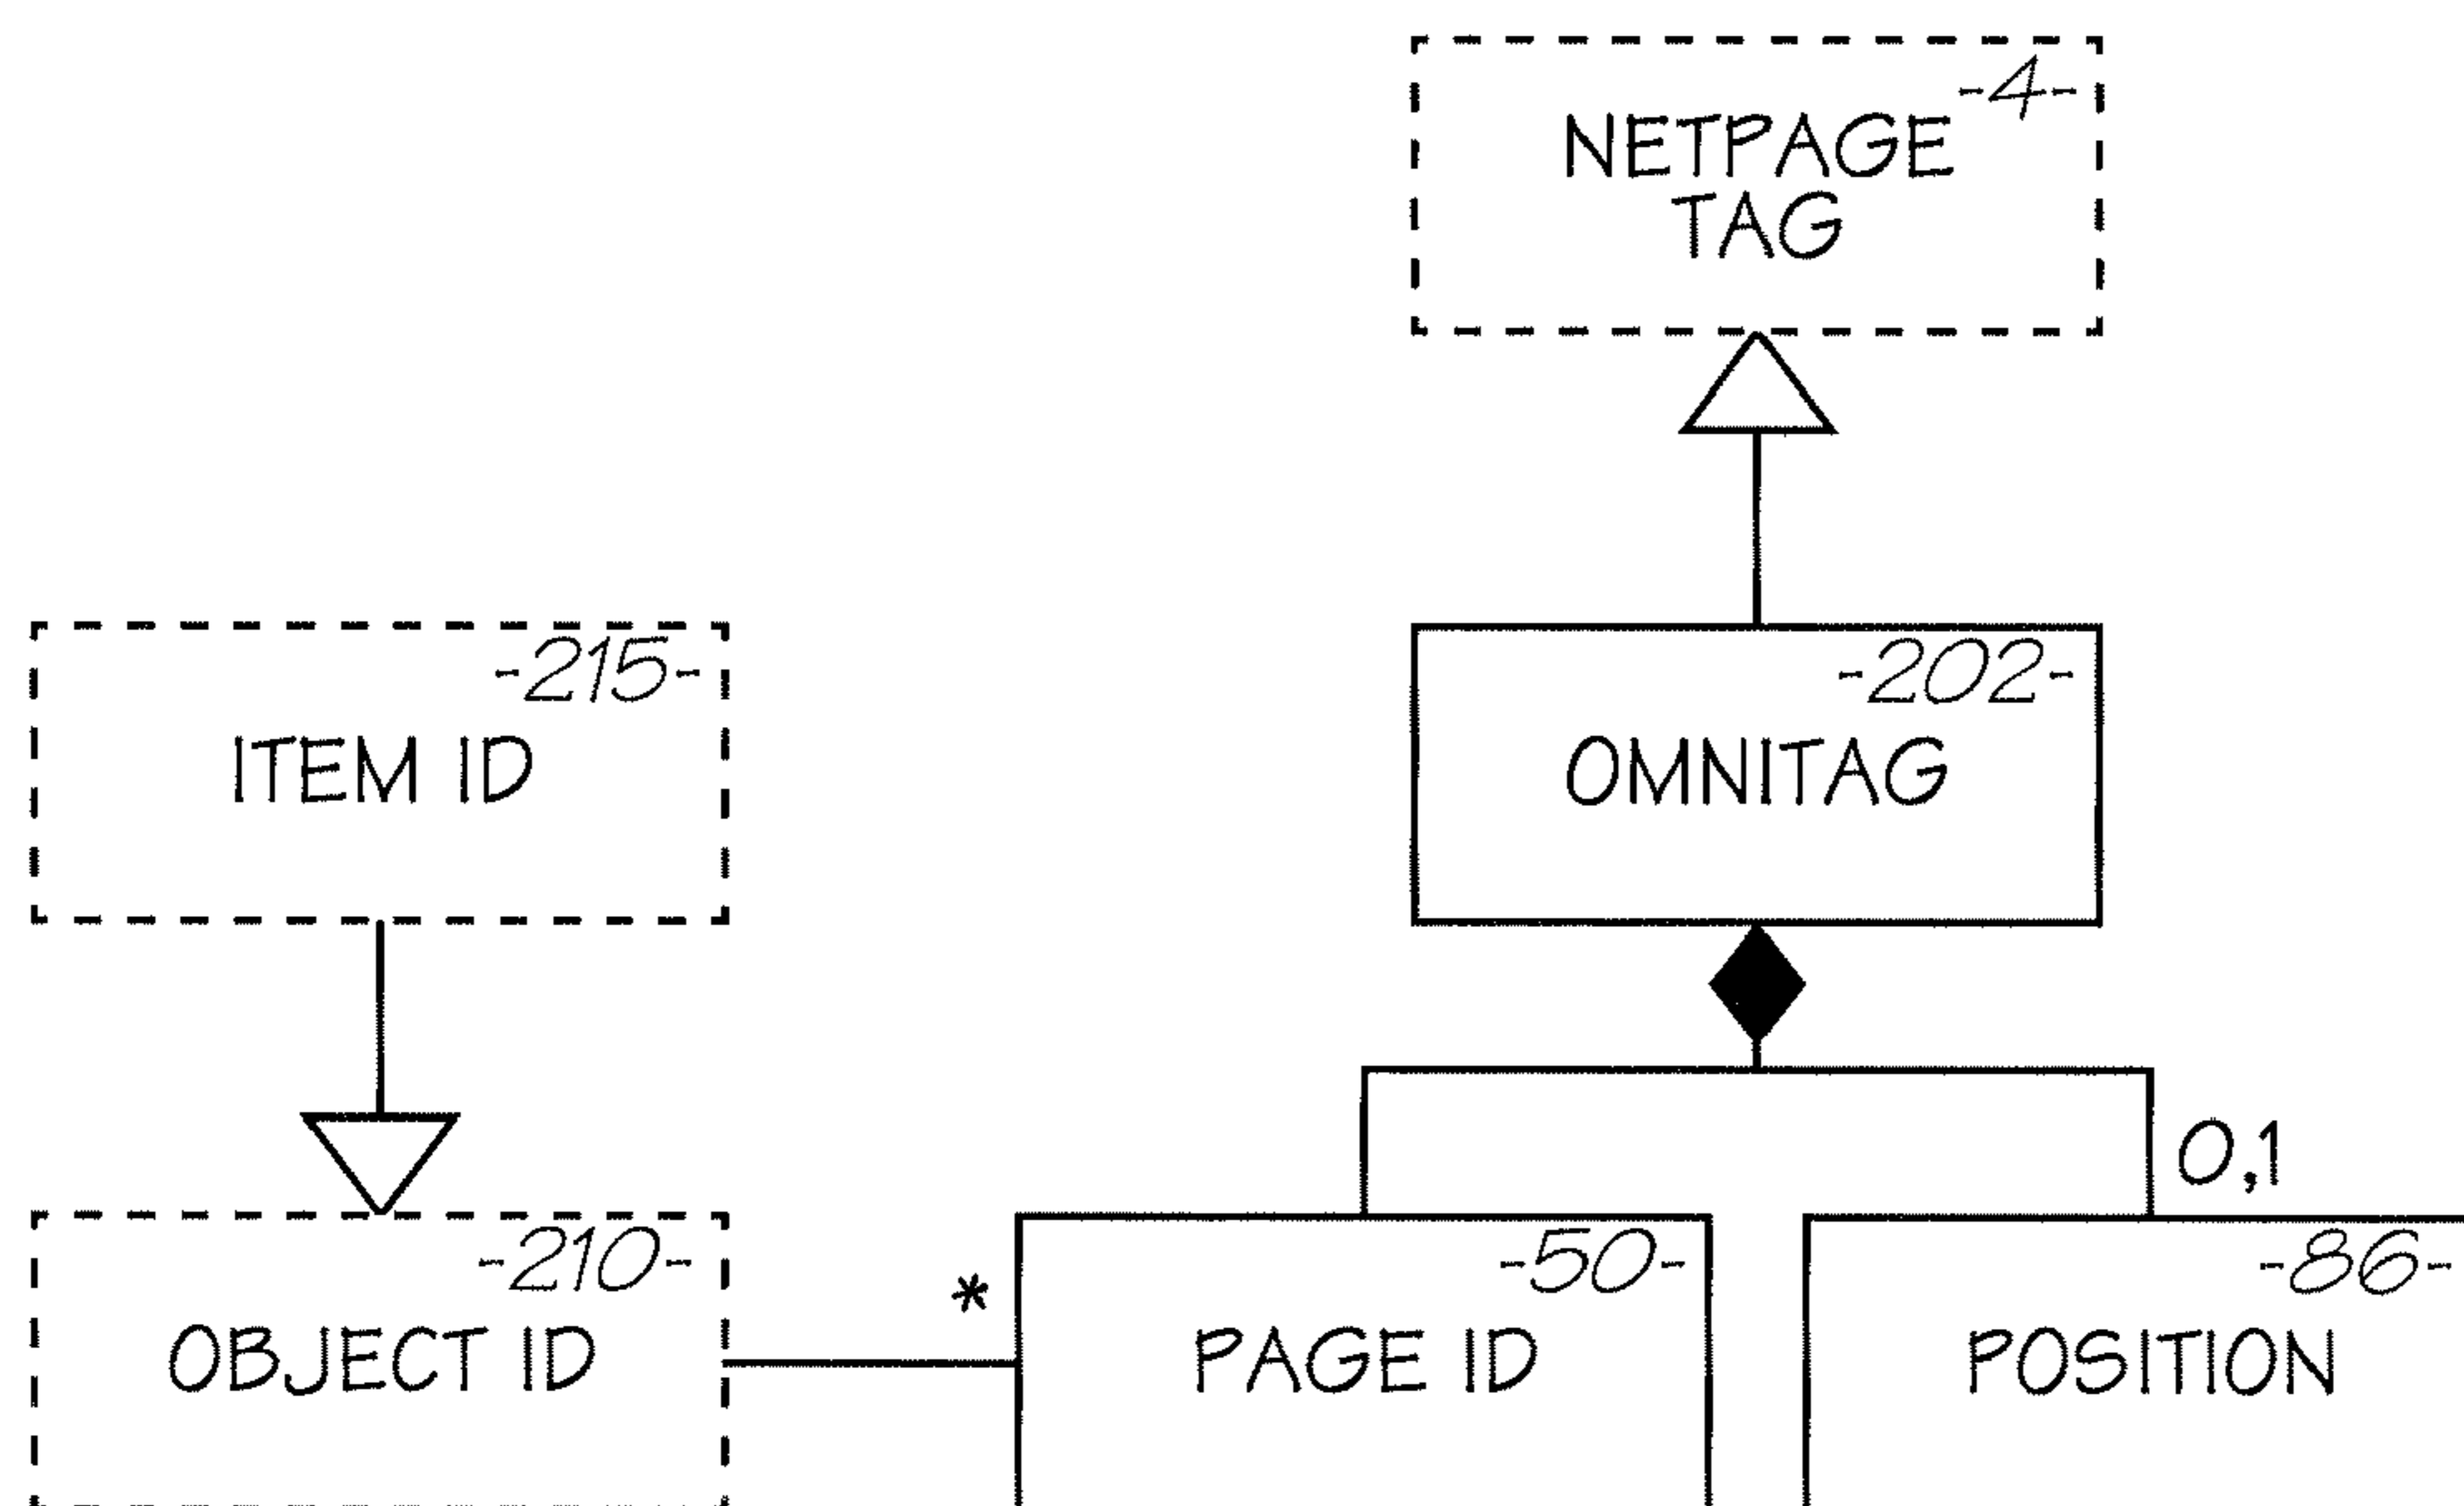 -4-
NETPAGE
TAG
-215-
ITEM ID
-202-
OMNITAG
0,1
-210-
OBJECT ID
*
-50-
PAGE ID
-86-
POSITION